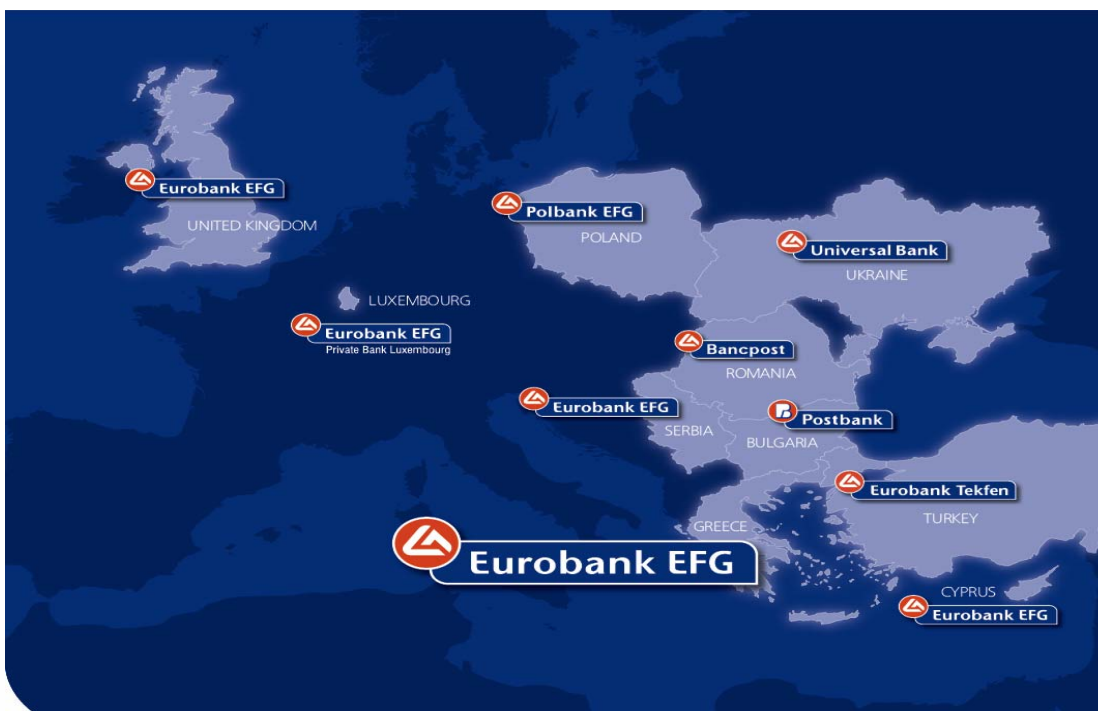 Eurobank EFG
UNITED KINGDOM
Polbank EFG
POLAND
Universal Bank
UKRAINE
LUXEMBOURG
Eurobank EFG
Private Bank Luxembourg
Bancpost
ROMANIA
Eurobank EFG
SERBIA
Postbank
BULGARIA
Eurobank Tekfen
TURKEY
GREECE
Eurobank EFG
CYPRUS
Eurobank EFG